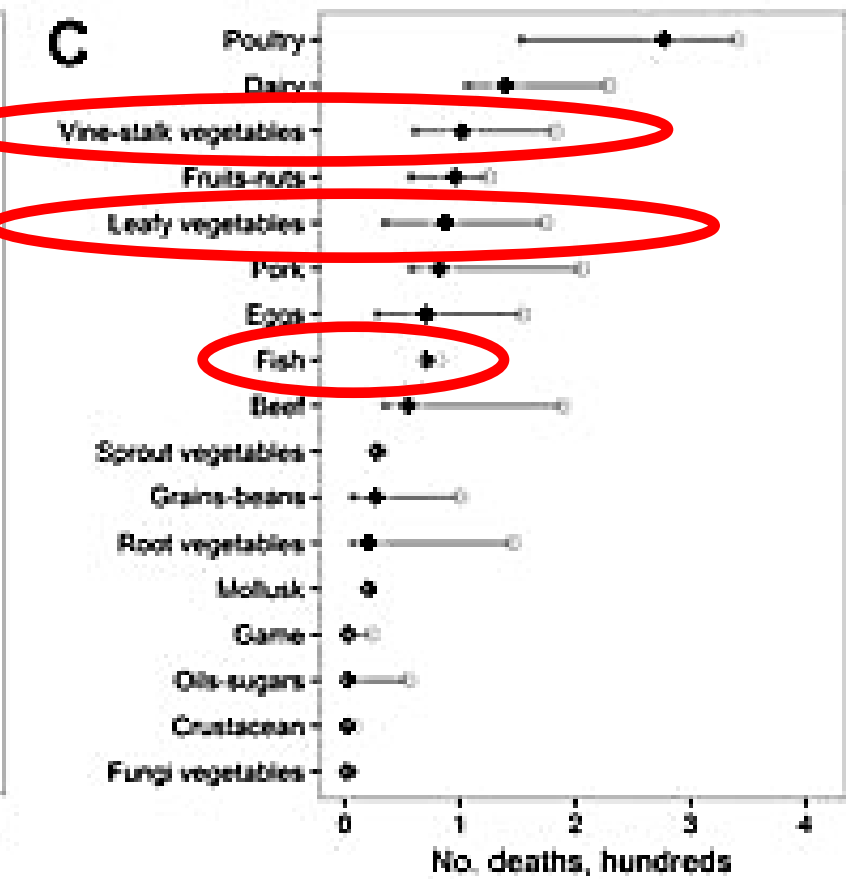 C
Poultry
Dairy
Vine-stalk vegetables
Fruits-nuts
Leafy vegetables
Pork
Eggs
Fish
Beef
Sprout vegetables
Grains-beans
Root vegetables
Mollusk
Game
Oils-sugars
Crustacean
Fungi vegetables
0 1 2 3 4
No. deaths, hundreds